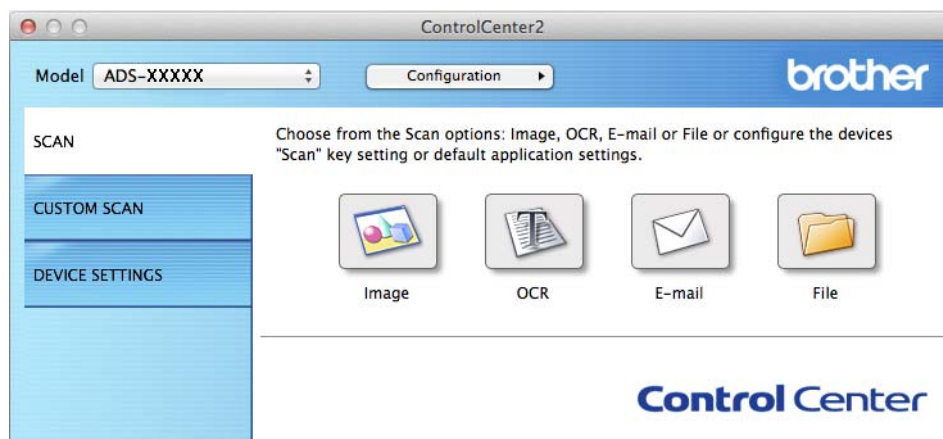 ControlCenter2
Model ADS-XXXXX Configuration brother
SCAN
Choose from the Scan options: Image, OCR, E-mail or File or configure the devices
"Scan" key setting or default application settings.
CUSTOM SCAN
DEVICE SETTINGS
Image OCR E-mail File
Control Center